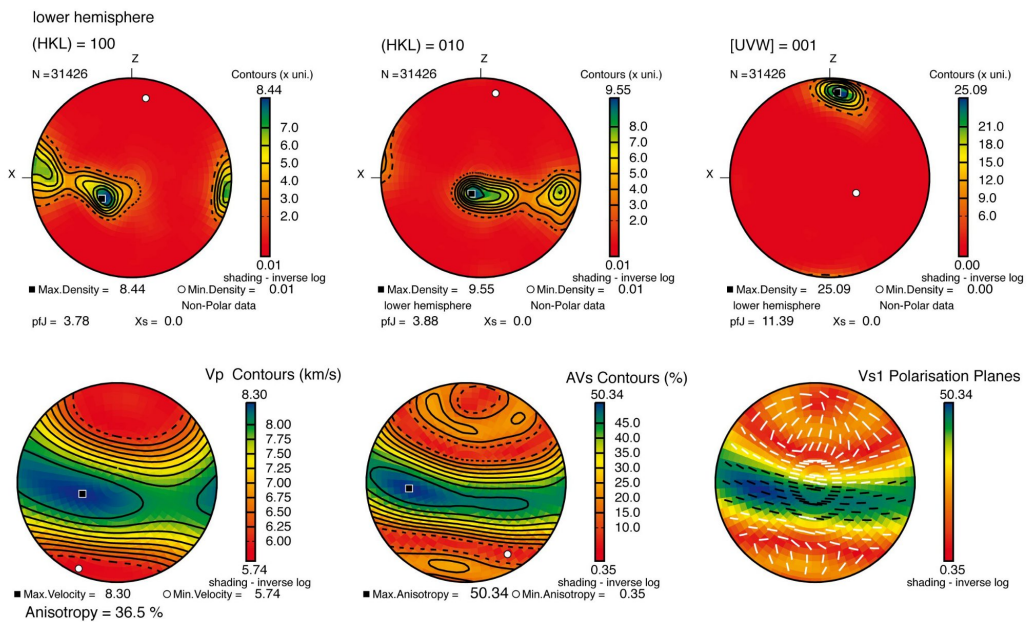 lower hemisphere
(HKL) = 100
Z
N = 31426
Contours (x uni.)
8.44
7.0
6.0
5.0
4.0
3.0
2.0
X
0.01
shading - inverse log
Max.Density = 8.44 Min.Density = 0.01
Non-Polar data
pfJ = 3.78 Xs = 0.0
(HKL) = 010
Z
N = 31426
Contours (x uni.)
9.55
8.0
6.0
5.0
4.0
3.0
2.0
X
0.01
shading - inverse log
Max.Density = 9.55 Min.Density = 0.01
lower hemisphere Non-Polar data
pfJ = 3.88 Xs = 0.0
[UVW] = 001
Z
N = 31426
Contours (x uni.)
25.09
21.0
18.0
15.0
12.0
9.0
6.0
X
0.00
shading - inverse log
Max.Density = 25.09 Min.Density = 0.00
lower hemisphere Non-Polar data
pfJ = 11.39 Xs = 0.0
Vp Contours (km/s)
8.30
8.00
7.75
7.50
7.25
7.00
6.75
6.50
6.25
6.00
5.74
shading - inverse log
Max.Velocity = 8.30 Min.Velocity = 5.74
Anisotropy = 36.5 %
AVs Contours (%)
50.34
45.0
40.0
35.0
30.0
25.0
20.0
15.0
10.0
0.35
shading - inverse log
Max.Anisotropy = 50.34 Min.Anisotropy = 0.35
Vs1 Polarisation Planes
50.34
0.35
shading - inverse log